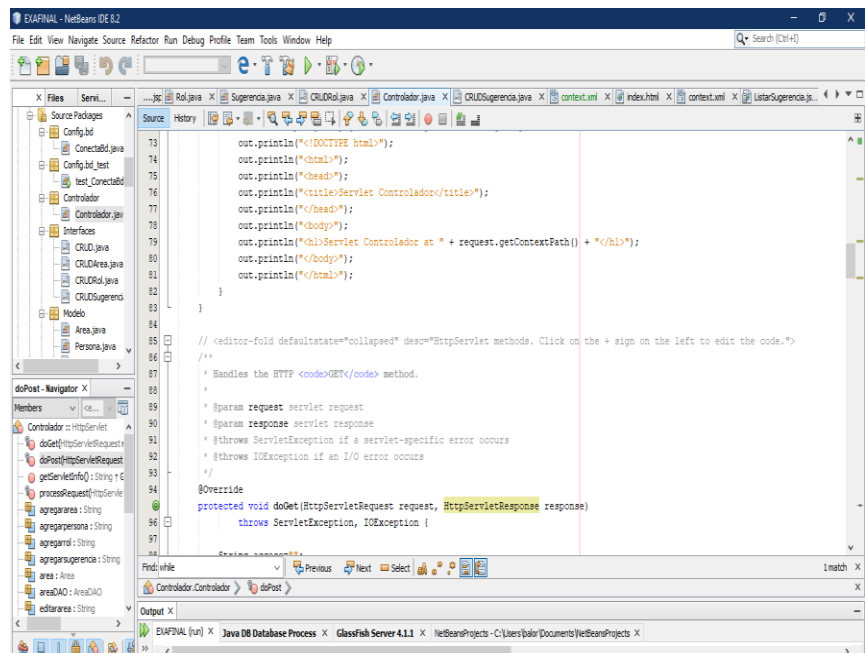 EXAFINAL - NetBeans IDE 8.2
File Edit View Navigate Source Refactor Run Debug Profile Team Tools Window Help
Search (Ctrl+I)
Files Servi...
....jsp Rol.java Sugerencia.java CRUDRol.java Controlador.java CRUDSugerencia.java context.xml index.html context.xml ListarSugerencia.js...
Source History
Source Packages
Config.bd
ConectaBd.java
Config.bd_test
test_ConectaBd
Controlador
Controlador.jav
Interfaces
CRUD.java
CRUDArea.java
CRUDRol.java
CRUDSugerenci
Modelo
Area.java
Persona.java
73 out.println("<!DOCTYPE html>");
74 out.println("<html>");
75 out.println("<head>");
76 out.println("<title>Servlet Controlador</title>");
77 out.println("</head>");
78 out.println("<body>");
79 out.println("<h1>Servlet Controlador at " + request.getContextPath() + "</h1>");
80 out.println("</body>");
81 out.println("</html>");
82 }
83 }
84
85 // <editor-fold defaultstate="collapsed" desc="HttpServlet methods. Click on the + sign on the left to edit the code.">
86 /**
87 * Handles the HTTP <code>GET</code> method.
88 *
89 * @param request servlet request
90 * @param response servlet response
91 * @throws ServletException if a servlet-specific error occurs
92 * @throws IOException if an I/O error occurs
93 */
94 @Override
protected void doGet(HttpServletRequest request, HttpServletResponse response)
96 throws ServletException, IOException {
97
98 String acceso="";
doPost - Navigator
Members
Controlador :: HttpServlet
doGet(HttpServletRequest r
doPost(HttpServletRequest
getServletInfo() : String
processRequest(HttpServle
agregararea : String
agregarpersona : String
agregarrol : String
agregarsugerencia : String
area : Area
areaDAO : AreaDAO
editararea : String
Find: while Previous Next Select 1 match
Controlador.Controlador doPost
Output
EXAFINAL (run) Java DB Database Process GlassFish Server 4.1.1 NetBeansProjects - C:\Users\palor\Documents\NetBeansProjects